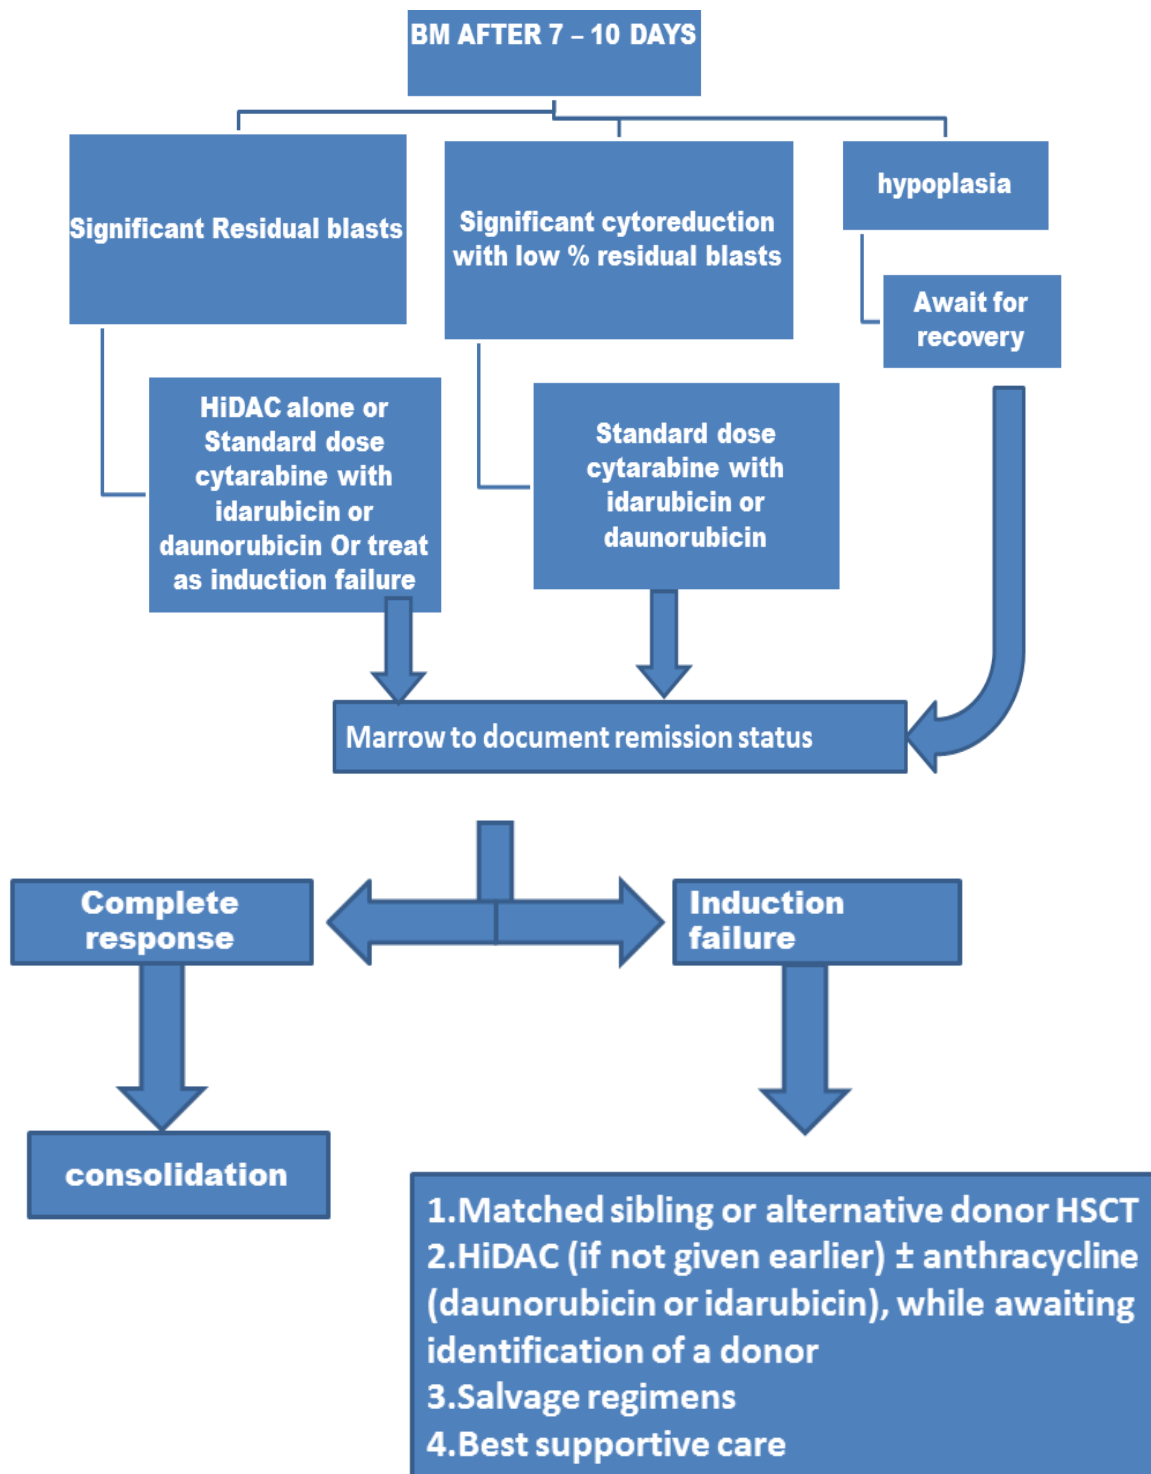 BM AFTER 7 – 10 DAYS
Significant Residual blasts
Significant cytoreduction
with low % residual blasts
hypoplasia
Await for
recovery
HiDAC alone or
Standard dose
cytarabine with
idarubicin or
daunorubicin Or treat
as induction failure
Standard dose
cytarabine with
idarubicin or
daunorubicin
Marrow to document remission status
Complete
response
Induction
failure
consolidation
1.Matched sibling or alternative donor HSCT
2.HiDAC (if not given earlier) ± anthracycline
(daunorubicin or idarubicin), while awaiting
identification of a donor
3.Salvage regimens
4.Best supportive care